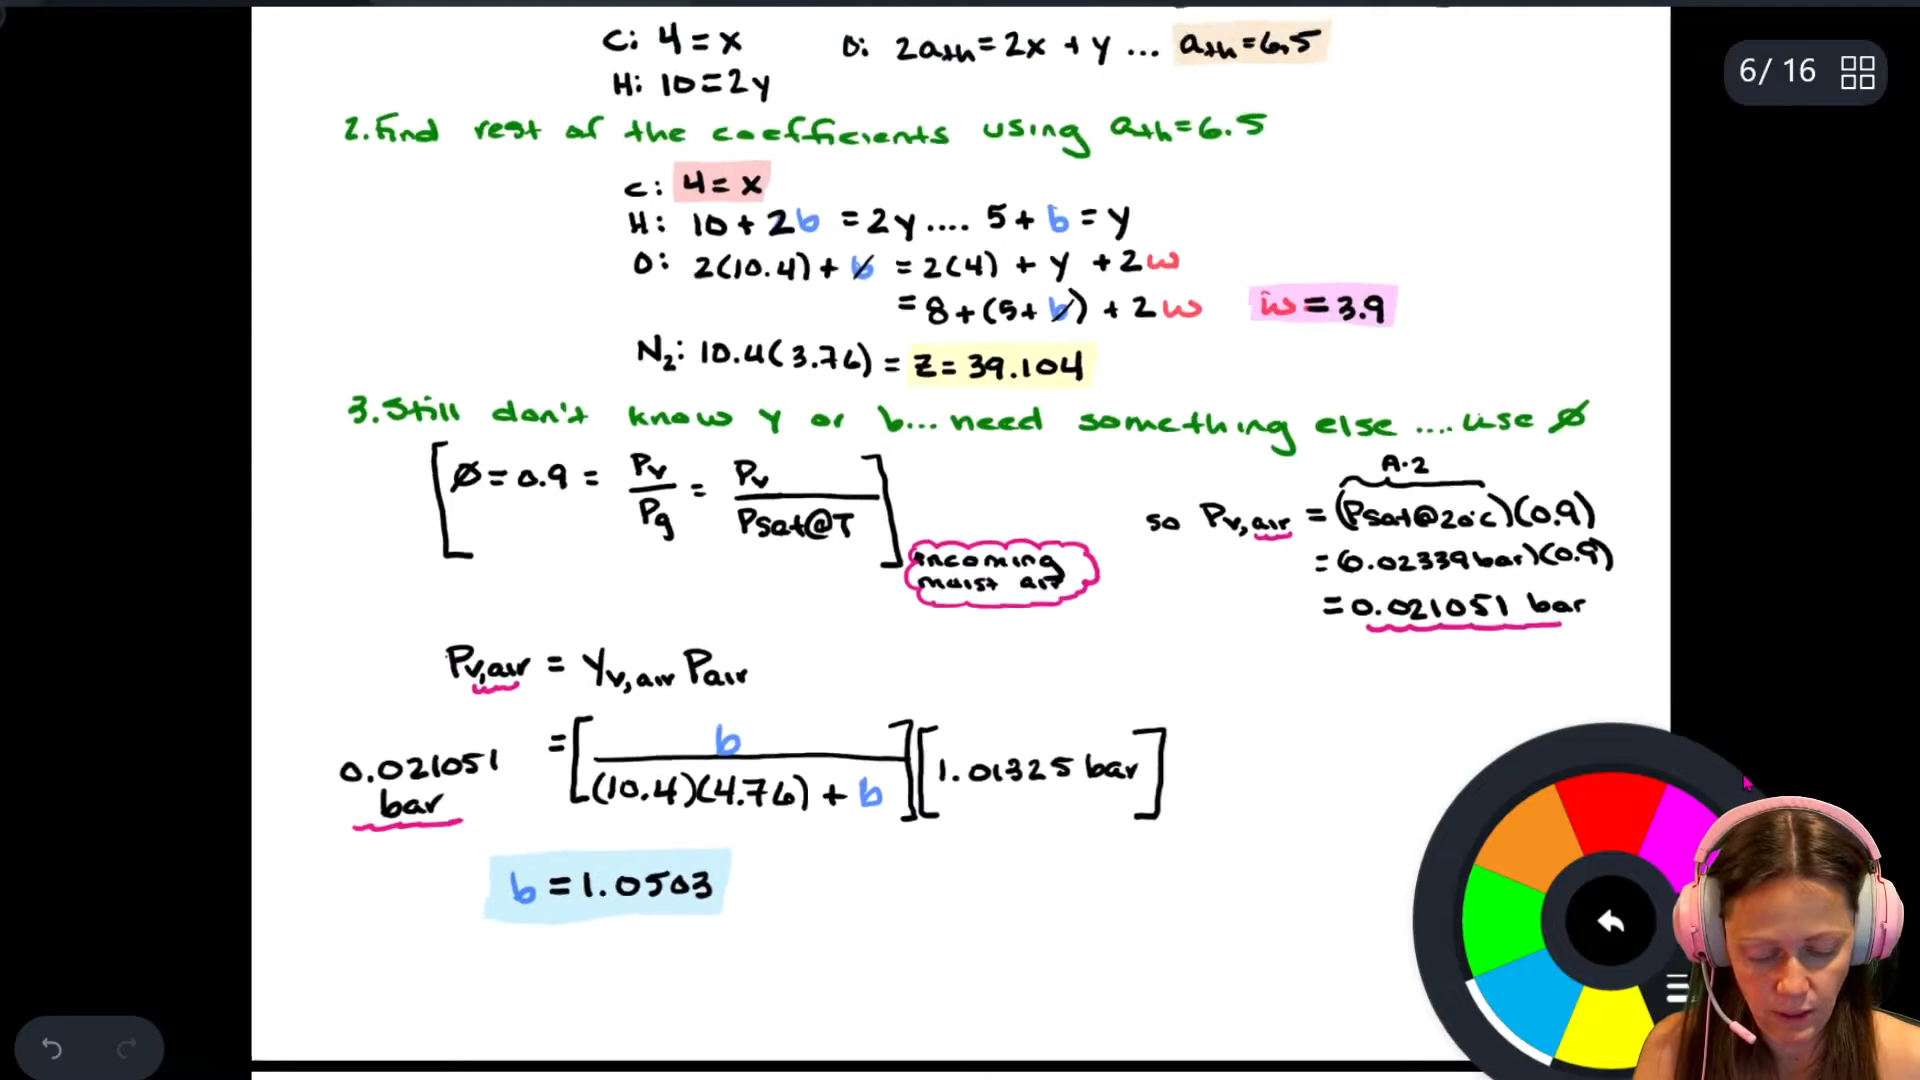 C: 4 = x    O: 2ath = 2x + y ... ath = 6.5
H: 10 = 2y
6/ 16
2. Find rest of the coefficients using ath = 6.5
C: 4 = x
H: 10 + 2b = 2y .... 5 + b = y
O: 2(10.4) + b = 2(4) + y + 2w
= 8 + (5 + b) + 2w    w = 3.9
N2: 10.4(3.76) = z = 39.104
3. Still don't know y or b... need something else .... use Ø
[Ø = 0.9 = Pv/Pg = Pv/Psat@T]
incoming
moist air
A-2
so Pv,air = (Psat@20°C)(0.9)
= (0.02339 bar)(0.9)
= 0.021051 bar
Pv,air = Yv,air Pair
0.021051 bar = [b/((10.4)(4.76) + b)] [1.01325 bar]
b = 1.0503